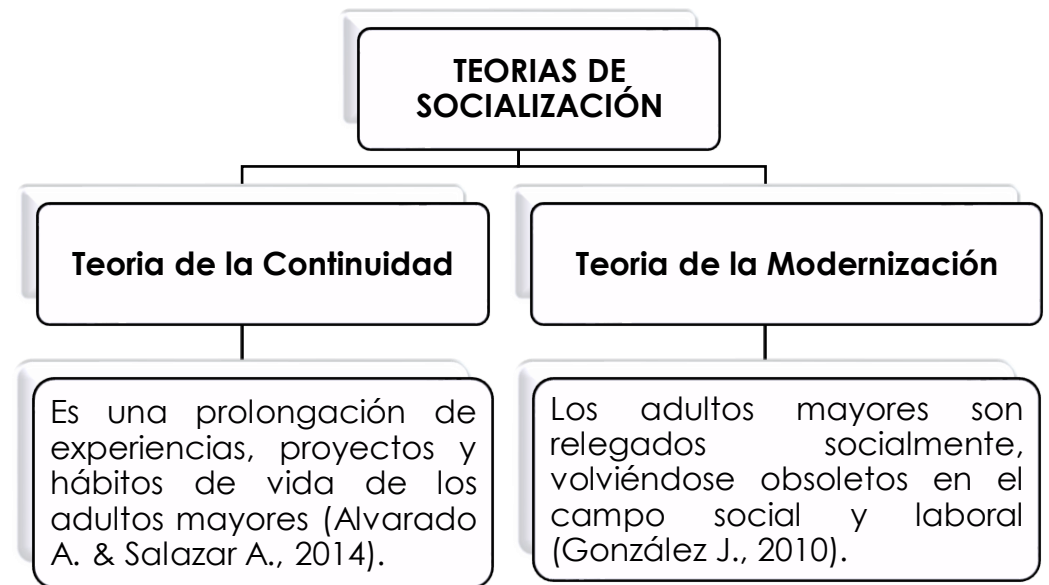 TEORIAS DE
SOCIALIZACIÓN
Teoria de la Continuidad
Teoria de la Modernización
Es una prolongación de
experiencias, proyectos y
hábitos de vida de los
adultos mayores (Alvarado
A. & Salazar A., 2014).
Los adultos mayores son
relegados socialmente,
volviéndose obsoletos en el
campo social y laboral
(González J., 2010).